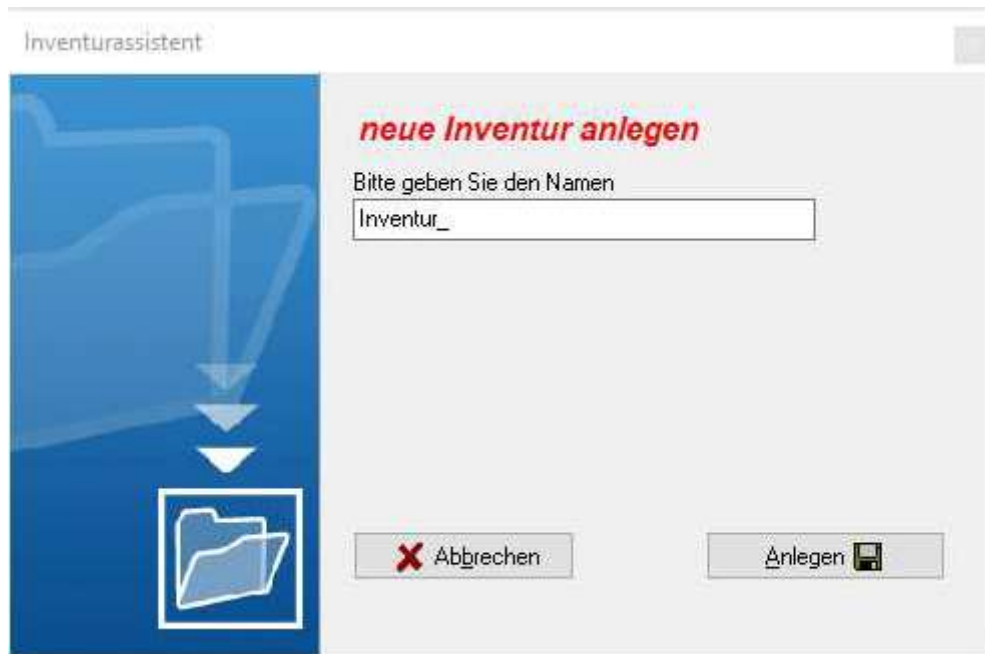 Inventurassistent
neue Inventur anlegen
Bitte geben Sie den Namen
Inventur_
Abbrechen
Anlegen